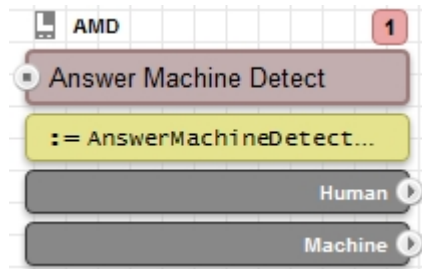 AMD 1
Answer Machine Detect
:= AnswerMachineDetect...
Human
Machine